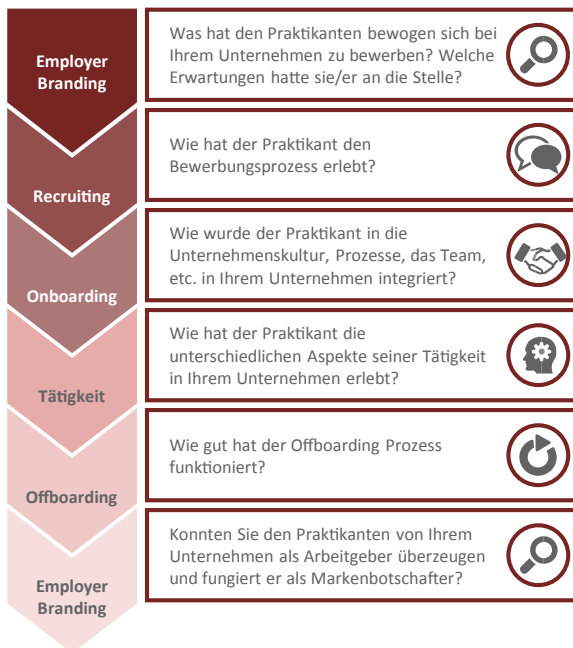 Employer
Branding
Was hat den Praktikanten bewogen sich bei
Ihrem Unternehmen zu bewerben? Welche
Erwartungen hatte sie/er an die Stelle?
Recruiting
Wie hat der Praktikant den
Bewerbungsprozess erlebt?
Onboarding
Wie wurde der Praktikant in die
Unternehmenskultur, Prozesse, das Team,
etc. in Ihrem Unternehmen integriert?
Tätigkeit
Wie hat der Praktikant die
unterschiedlichen Aspekte seiner Tätigkeit
in Ihrem Unternehmen erlebt?
Offboarding
Wie gut hat der Offboarding Prozess
funktioniert?
Employer
Branding
Konnten Sie den Praktikanten von Ihrem
Unternehmen als Arbeitgeber überzeugen
und fungiert er als Markenbotschafter?